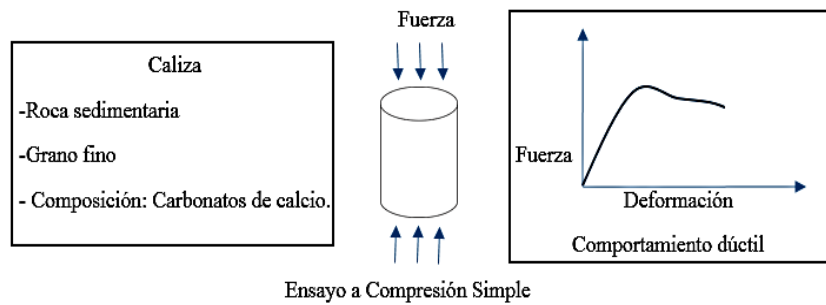 Caliza
-Roca sedimentaria
-Grano fino
- Composición: Carbonatos de calcio.
Fuerza
Ensayo a Compresión Simple
Fuerza
Deformación
Comportamiento dúctil